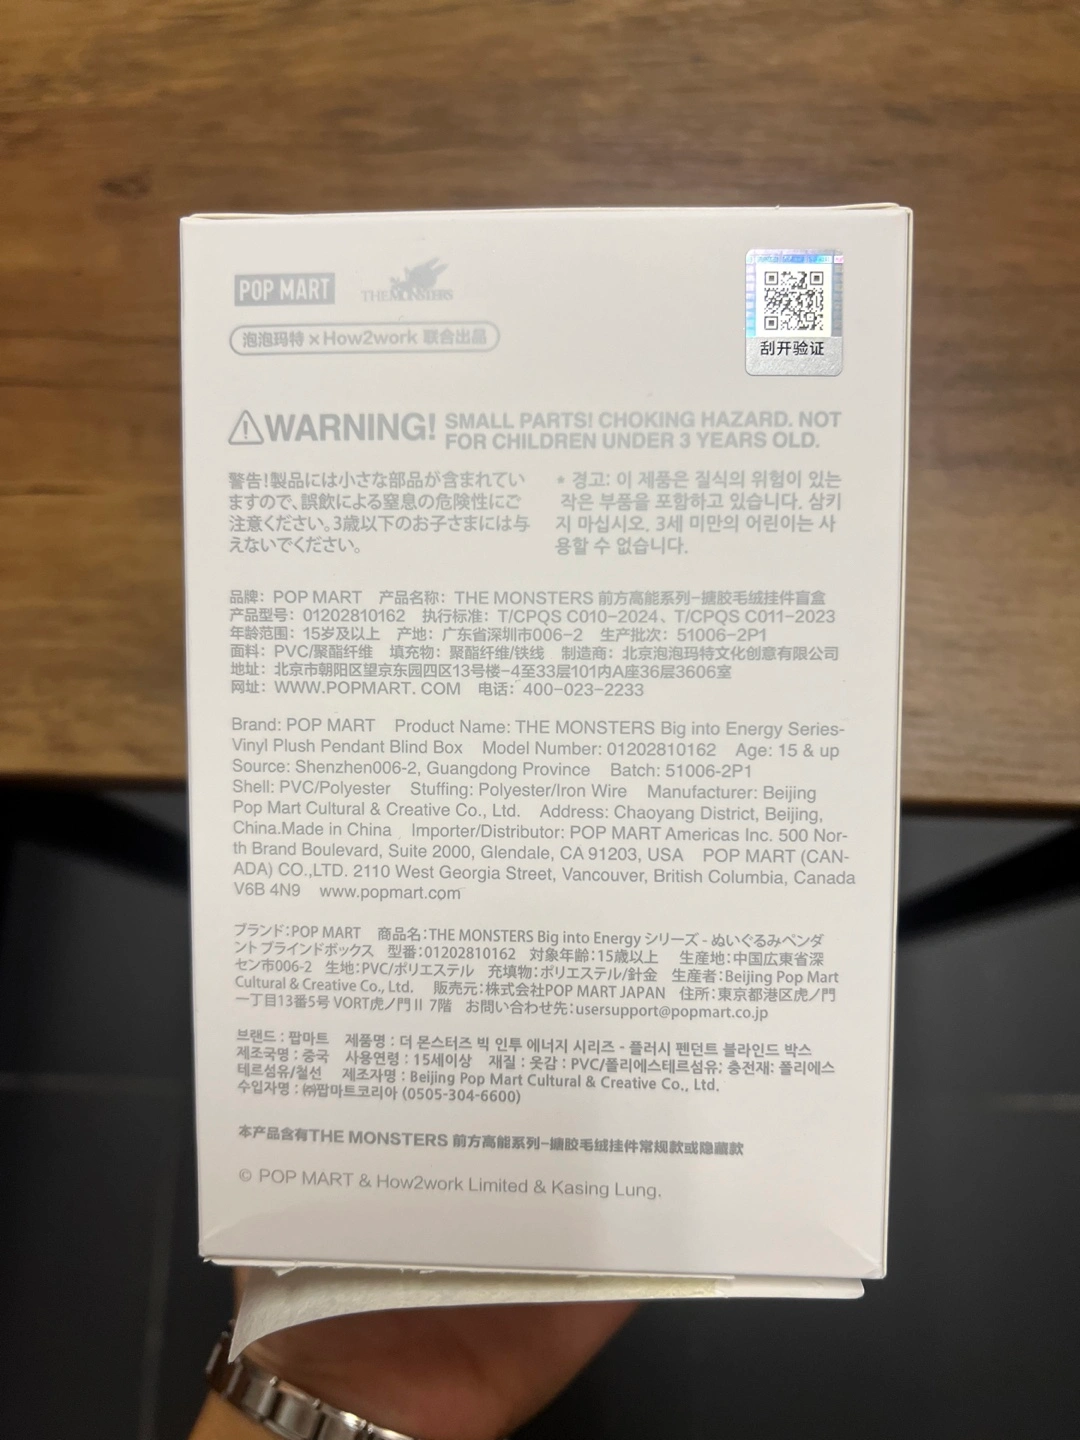 POP MART
THE MONSTERS
泡泡玛特×How2work 联合出品
刮开验证
WARNING! SMALL PARTS! CHOKING HAZARD. NOT
FOR CHILDREN UNDER 3 YEARS OLD.
警告!製品には小さな部品が含まれてい
ますので、誤飲による窒息の危険性にご
注意ください。3歳以下のお子さまには与
えないでください。
* 경고: 이 제품은 질식의 위험이 있는
작은 부품을 포함하고 있습니다. 삼키
지 마십시오, 3세 미만의 어린이는 사
용할 수 없습니다.
品牌: POP MART 产品名称: THE MONSTERS 前方高能系列-搪胶毛绒挂件盲盒
产品型号: 01202810162 执行标准: T/CPQS C010-2024、T/CPQS C011-2023
年龄范围: 15岁及以上 产地: 广东省深圳市006-2 生产批次: 51006-2P1
面料: PVC/聚酯纤维 填充物: 聚酯纤维/铁线 制造商: 北京泡泡玛特文化创意有限公司
地址: 北京市朝阳区望京东园四区13号楼-4至33层101内A座36层3606室
网址: WWW.POPMART.COM 电话: 400-023-2233
Brand: POP MART Product Name: THE MONSTERS Big into Energy Series-
Vinyl Plush Pendant Blind Box Model Number: 01202810162 Age: 15 & up
Source: Shenzhen006-2, Guangdong Province Batch: 51006-2P1
Shell: PVC/Polyester Stuffing: Polyester/Iron Wire Manufacturer: Beijing
Pop Mart Cultural & Creative Co., Ltd. Address: Chaoyang District, Beijing,
China.Made in China Importer/Distributor: POP MART Americas Inc. 500 Nor-
th Brand Boulevard, Suite 2000, Glendale, CA 91203, USA POP MART (CAN-
ADA) CO.,LTD. 2110 West Georgia Street, Vancouver, British Columbia, Canada
V6B 4N9 www.popmart.com
ブランド:POP MART 商品名:THE MONSTERS Big into Energy シリーズ - ぬいぐるみペンダ
ント ブラインドボックス 型番:01202810162 対象年齢:15歳以上 生産地:中国広東省深
セン市006-2 生地:PVC/ポリエステル 充填物:ポリエステル/針金 生産者:Beijing Pop Mart
Cultural & Creative Co., Ltd. 販売元:株式会社POP MART JAPAN 住所:東京都港区虎ノ門
一丁目13番5号 VORT虎ノ門Ⅱ 7階 お問い合わせ先:usersupport@popmart.co.jp
브랜드 : 팝마트 제품명 : 더 몬스터즈 빅 인투 에너지 시리즈 - 플러시 펜던트 블라인드 박스
제조국명 : 중국 사용연령 : 15세이상 재질 : 옷감 : PVC/폴리에스테르섬유; 충전재: 폴리에스
테르섬유/철선 제조자명 : Beijing Pop Mart Cultural & Creative Co., Ltd.
수입자명 : ㈜팝마트코리아 (0505-304-6600)
本产品含有THE MONSTERS 前方高能系列-搪胶毛绒挂件常规款或隐藏款
© POP MART & How2work Limited & Kasing Lung.